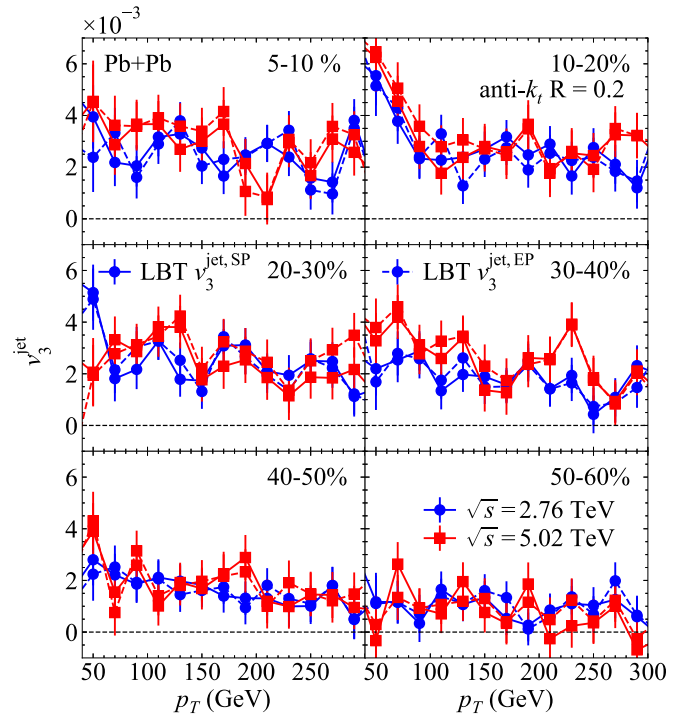 ×10⁻³
6
4
2
0
Pb+Pb
5-10 %
10-20%
anti-kₜ R = 0.2
6
4
2
0
v₃^jet
LBT v₃^jet, SP
20-30%
LBT v₃^jet, EP
30-40%
6
4
2
0
40-50%
50-60%
√s = 2.76 TeV
√s = 5.02 TeV
50 100 150 200 250
50 100 150 200 250 300
p_T (GeV)
p_T (GeV)